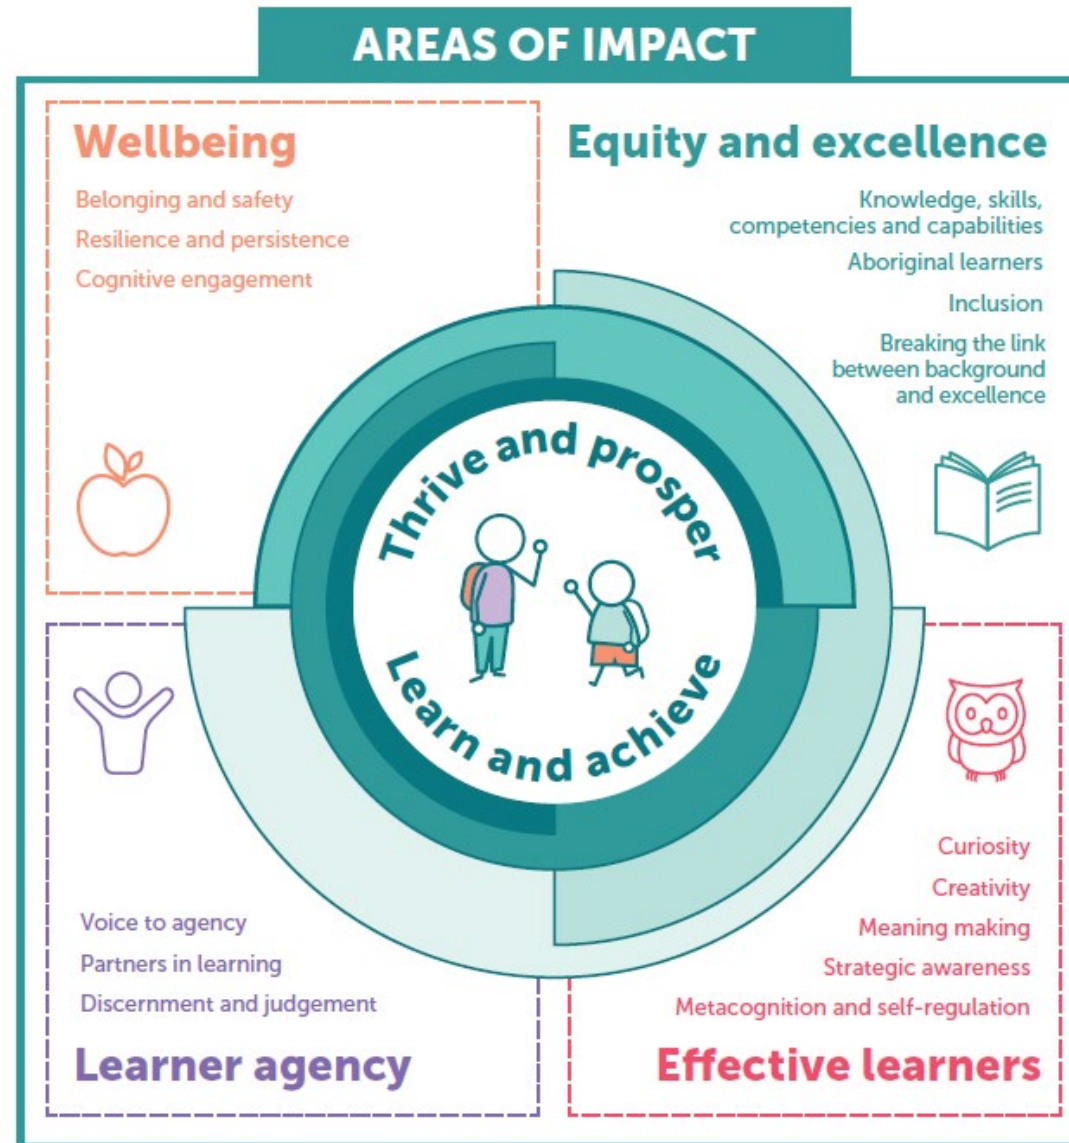 AREAS OF IMPACT
Wellbeing
Belonging and safety
Resilience and persistence
Cognitive engagement
Equity and excellence
Knowledge, skills,
competencies and capabilities
Aboriginal learners
Inclusion
Breaking the link
between background
and excellence
Thrive and prosper
Learn and achieve
Voice to agency
Partners in learning
Discernment and judgement
Learner agency
Curiosity
Creativity
Meaning making
Strategic awareness
Metacognition and self-regulation
Effective learners